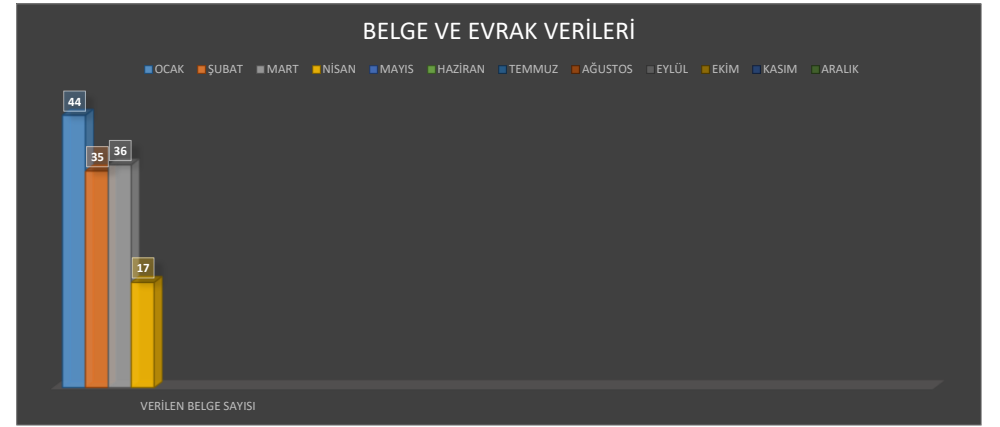 BELGE VE EVRAK VERİLERİ
OCAK ŞUBAT MART NİSAN MAYIS HAZİRAN TEMMUZ AĞUSTOS EYLÜL EKİM KASIM ARALIK
44
35 36
17
VERİLEN BELGE SAYISI